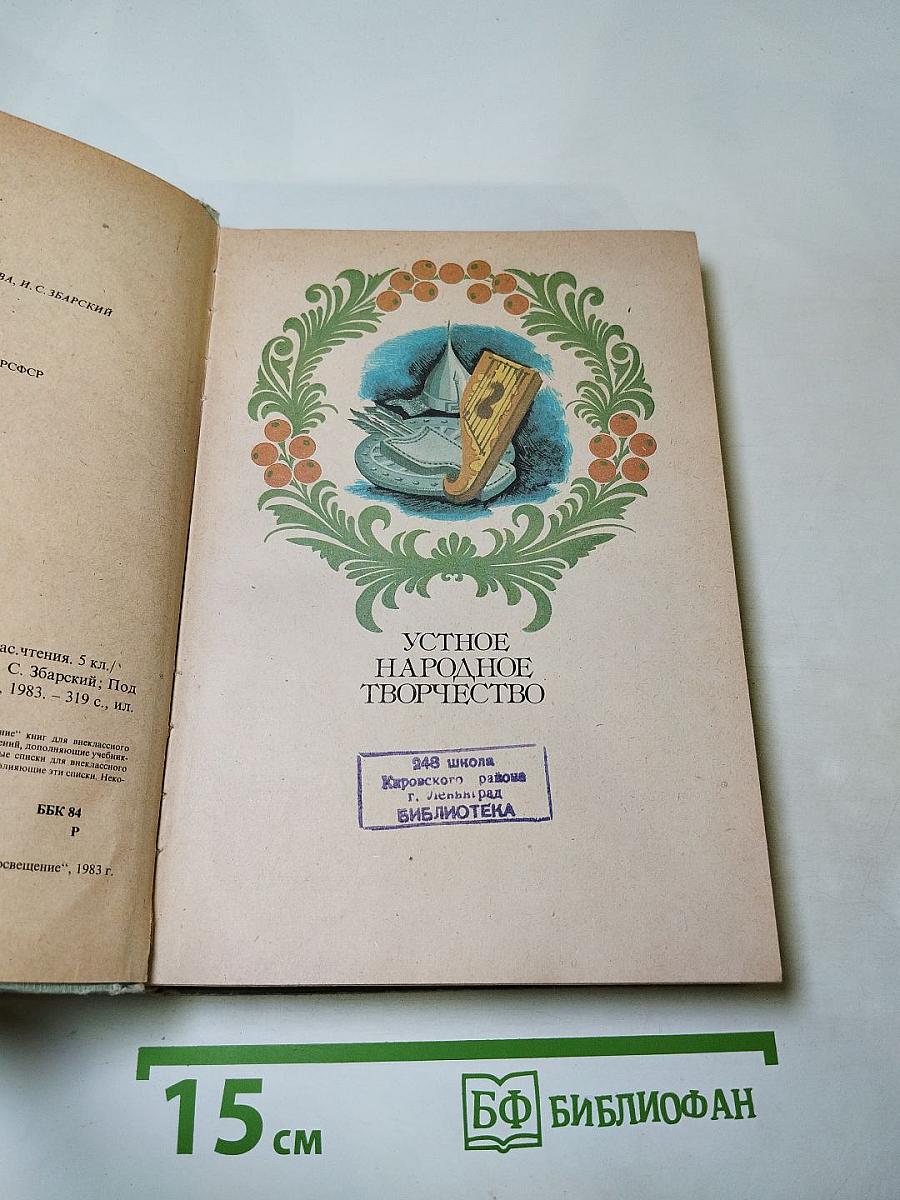 ВА, И. С. ЗБАРСКИЙ
РСФСР
ас.чтения. 5 кл./
С. Збарский; Под
, 1983. – 319 с., ил.
ние" книг для внеклассного
ений, дополняющие учебник-
ые списки для внеклассного
олняющие эти списки. Неко-
ББК 84
Р
освещение", 1983 г.
УСТНОЕ
НАРОДНОЕ
ТВОРЧЕСТВО
248 школа
Кировского района
г. Ленинград
БИБЛИОТЕКА
15 см
БФ БИБЛИОФАН